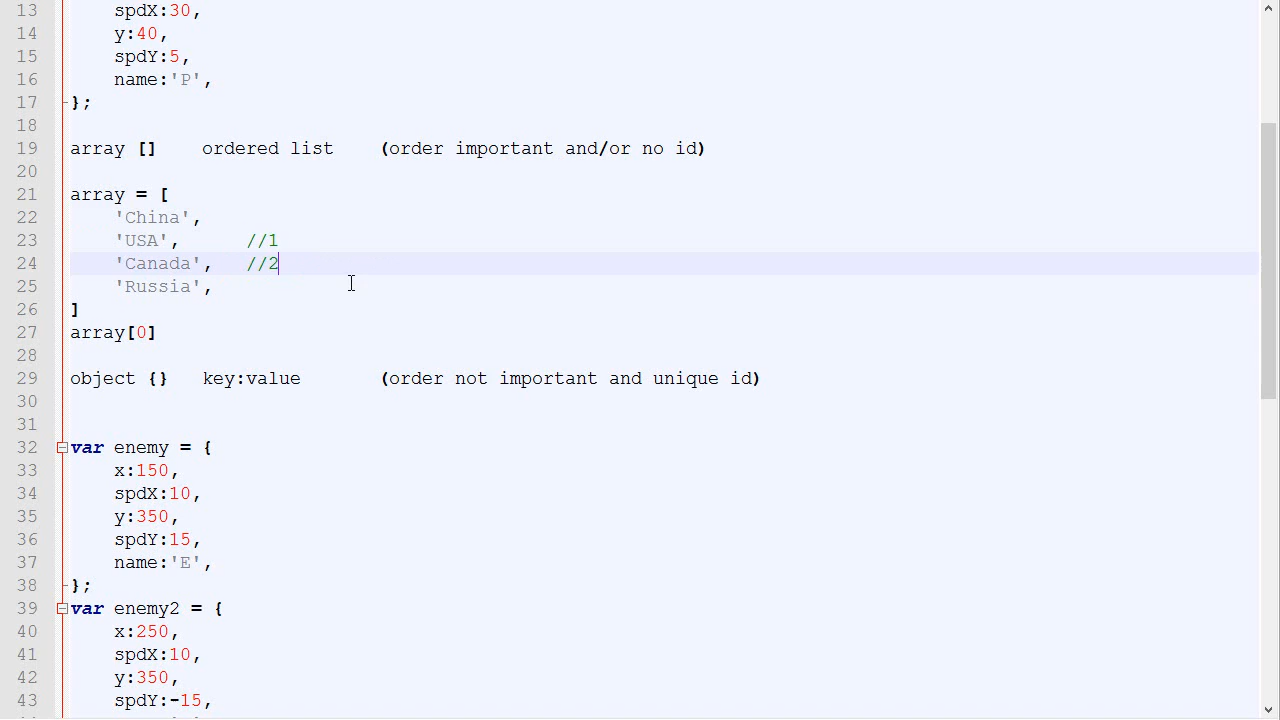 13 spdX:30,
14 y:40,
15 spdY:5,
16 name:'P',
17 };
18
19 array [] ordered list (order important and/or no id)
20
21 array = [
22 'China',
23 'USA', //1
24 'Canada', //2
25 'Russia',
26 ]
27 array[0]
28
29 object {} key:value (order not important and unique id)
30
31
32 var enemy = {
33 x:150,
34 spdX:10,
35 y:350,
36 spdY:15,
37 name:'E',
38 };
39 var enemy2 = {
40 x:250,
41 spdX:10,
42 y:350,
43 spdY:-15,